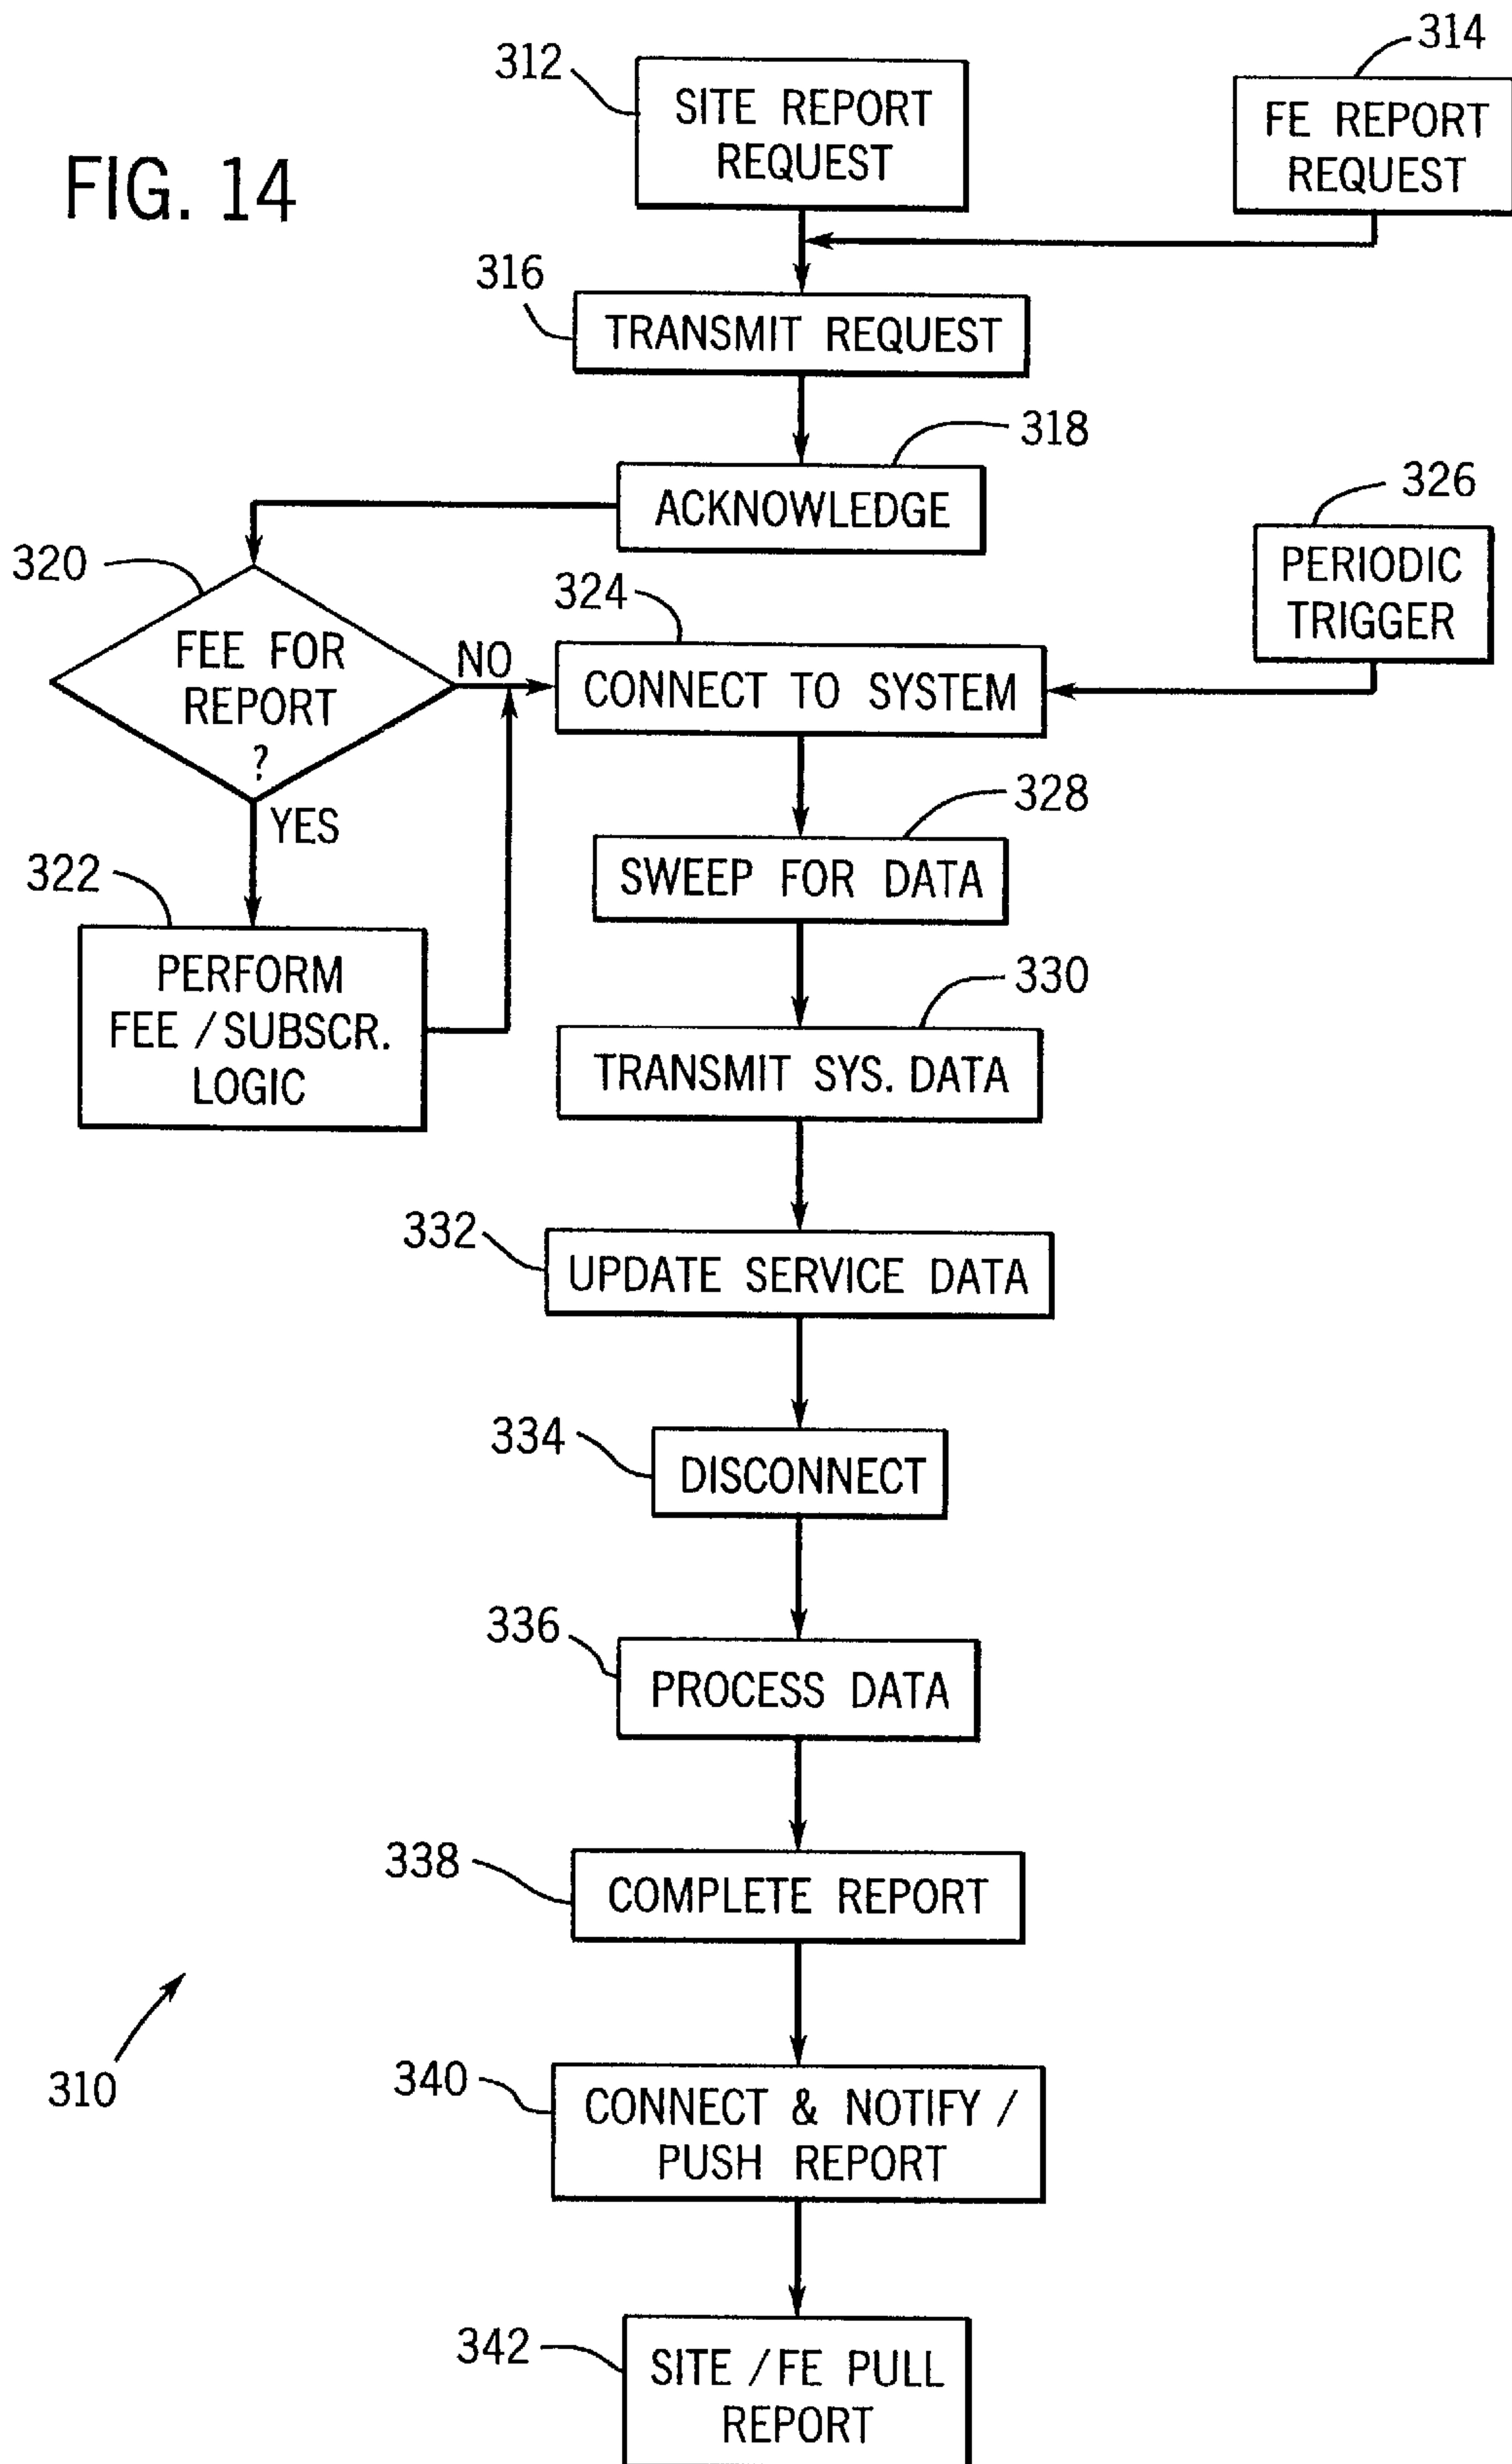 FIG. 14
312
SITE REPORT
REQUEST
314
FE REPORT
REQUEST
316
TRANSMIT REQUEST
318
ACKNOWLEDGE
320
FEE FOR
REPORT
?
NO
YES
322
PERFORM
FEE / SUBSCR.
LOGIC
324
CONNECT TO SYSTEM
326
PERIODIC
TRIGGER
328
SWEEP FOR DATA
330
TRANSMIT SYS. DATA
332
UPDATE SERVICE DATA
334
DISCONNECT
336
PROCESS DATA
338
COMPLETE REPORT
310
340
CONNECT & NOTIFY /
PUSH REPORT
342
SITE / FE PULL
REPORT